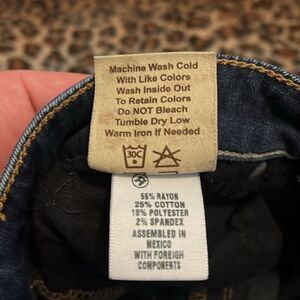 Machine Wash Cold
With Like Colors
Wash Inside Out
To Retain Colors
Do NOT Bleach
Tumble Dry Low
Warm Iron If Needed
30C
55% RAYON
25% COTTON
18% POLYESTER
2% SPANDEX
ASSEMBLED IN
MEXICO
WITH FOREIGH
COMPONENTS